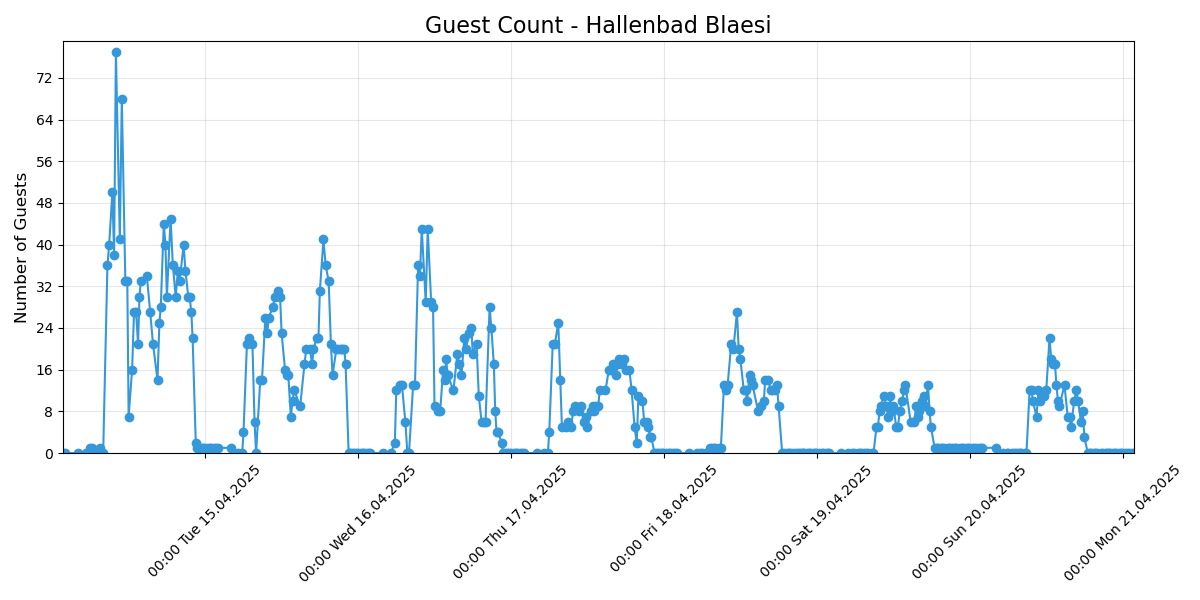 Guest Count - Hallenbad Blaesi
Number of Guests
72
64
56
48
40
32
24
16
8
0
00:00 Tue 15.04.2025
00:00 Wed 16.04.2025
00:00 Thu 17.04.2025
00:00 Fri 18.04.2025
00:00 Sat 19.04.2025
00:00 Sun 20.04.2025
00:00 Mon 21.04.2025